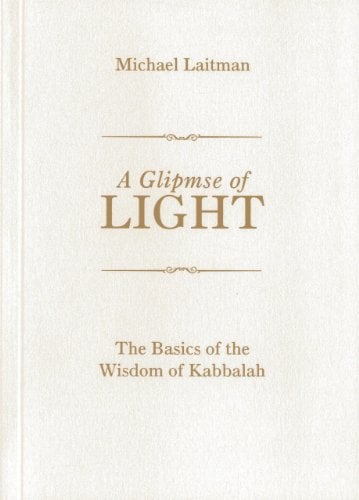 Michael Laitman
A Glipmse of
LIGHT
The Basics of the
Wisdom of Kabbalah